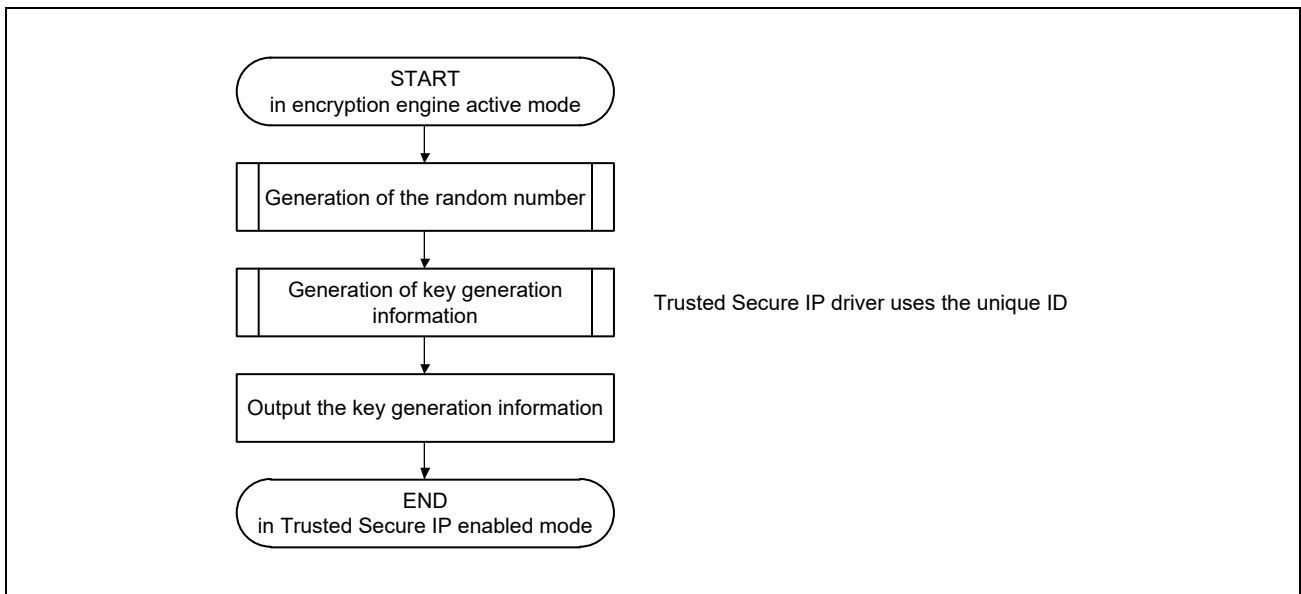 START
in encryption engine active mode
Generation of the random number
Generation of key generation
information
Trusted Secure IP driver uses the unique ID
Output the key generation information
END
in Trusted Secure IP enabled mode